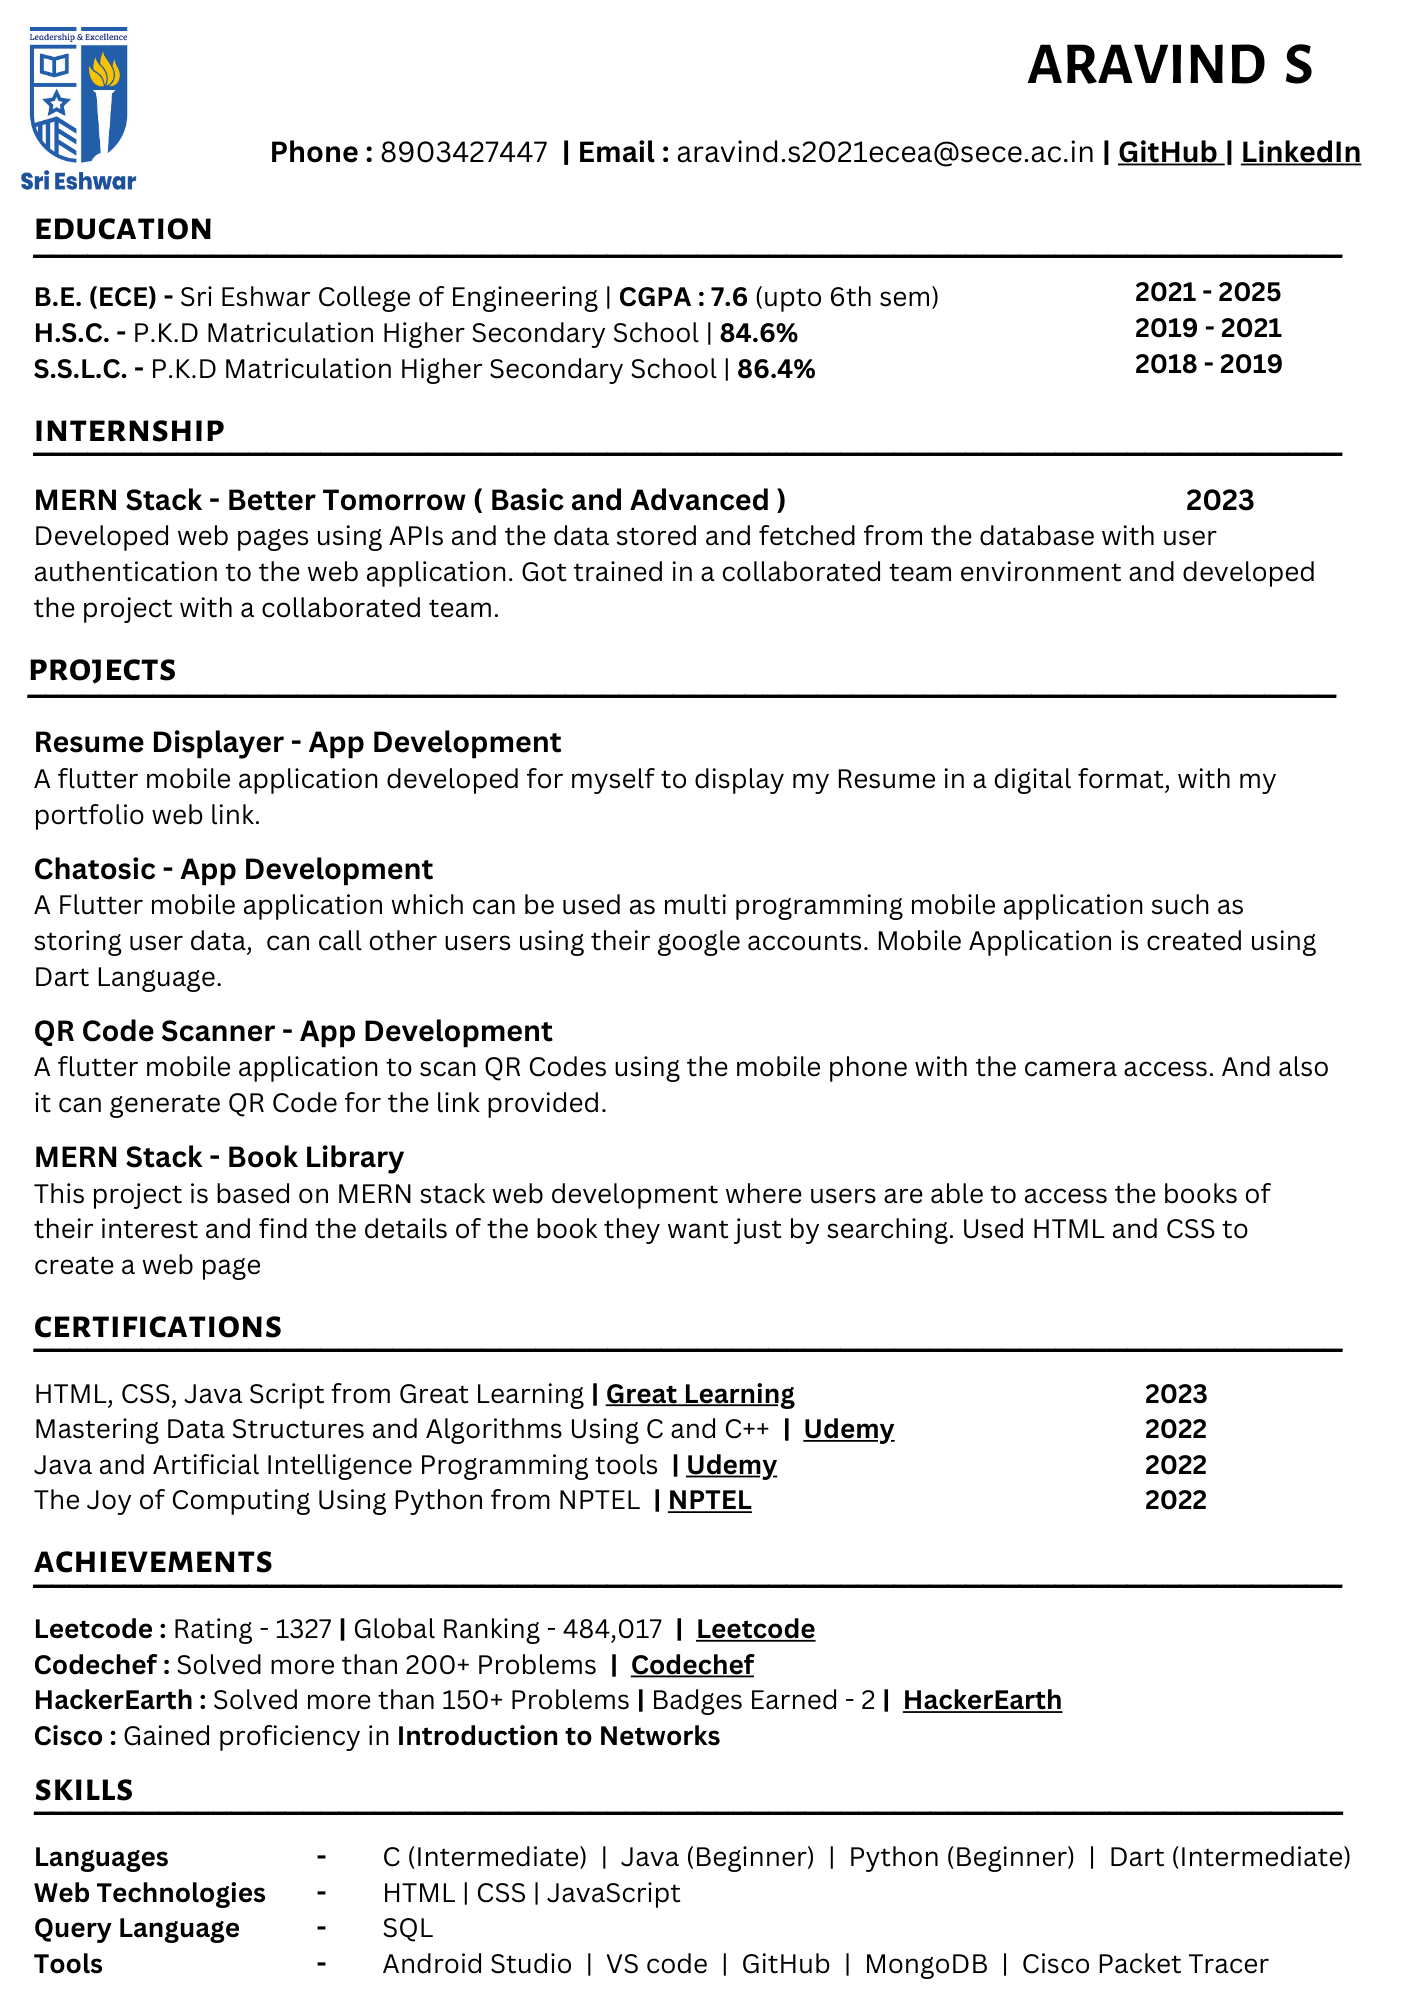 Leadership & Excellence
Sri Eshwar
ARAVIND S
Phone : 8903427447 | Email : aravind.s2021ecea@sece.ac.in | GitHub | LinkedIn
EDUCATION
B.E. (ECE) - Sri Eshwar College of Engineering | CGPA : 7.6 (upto 6th sem) 2021 - 2025
H.S.C. - P.K.D Matriculation Higher Secondary School | 84.6% 2019 - 2021
S.S.L.C. - P.K.D Matriculation Higher Secondary School | 86.4% 2018 - 2019
INTERNSHIP
MERN Stack - Better Tomorrow ( Basic and Advanced ) 2023
Developed web pages using APIs and the data stored and fetched from the database with user
authentication to the web application. Got trained in a collaborated team environment and developed
the project with a collaborated team.
PROJECTS
Resume Displayer - App Development
A flutter mobile application developed for myself to display my Resume in a digital format, with my
portfolio web link.
Chatosic - App Development
A Flutter mobile application which can be used as multi programming mobile application such as
storing user data, can call other users using their google accounts. Mobile Application is created using
Dart Language.
QR Code Scanner - App Development
A flutter mobile application to scan QR Codes using the mobile phone with the camera access. And also
it can generate QR Code for the link provided.
MERN Stack - Book Library
This project is based on MERN stack web development where users are able to access the books of
their interest and find the details of the book they want just by searching. Used HTML and CSS to
create a web page
CERTIFICATIONS
HTML, CSS, Java Script from Great Learning | Great Learning 2023
Mastering Data Structures and Algorithms Using C and C++ | Udemy 2022
Java and Artificial Intelligence Programming tools | Udemy 2022
The Joy of Computing Using Python from NPTEL | NPTEL 2022
ACHIEVEMENTS
Leetcode : Rating - 1327 | Global Ranking - 484,017 | Leetcode
Codechef : Solved more than 200+ Problems | Codechef
HackerEarth : Solved more than 150+ Problems | Badges Earned - 2 | HackerEarth
Cisco : Gained proficiency in Introduction to Networks
SKILLS
Languages - C (Intermediate) | Java (Beginner) | Python (Beginner) | Dart (Intermediate)
Web Technologies - HTML | CSS | JavaScript
Query Language - SQL
Tools - Android Studio | VS code | GitHub | MongoDB | Cisco Packet Tracer